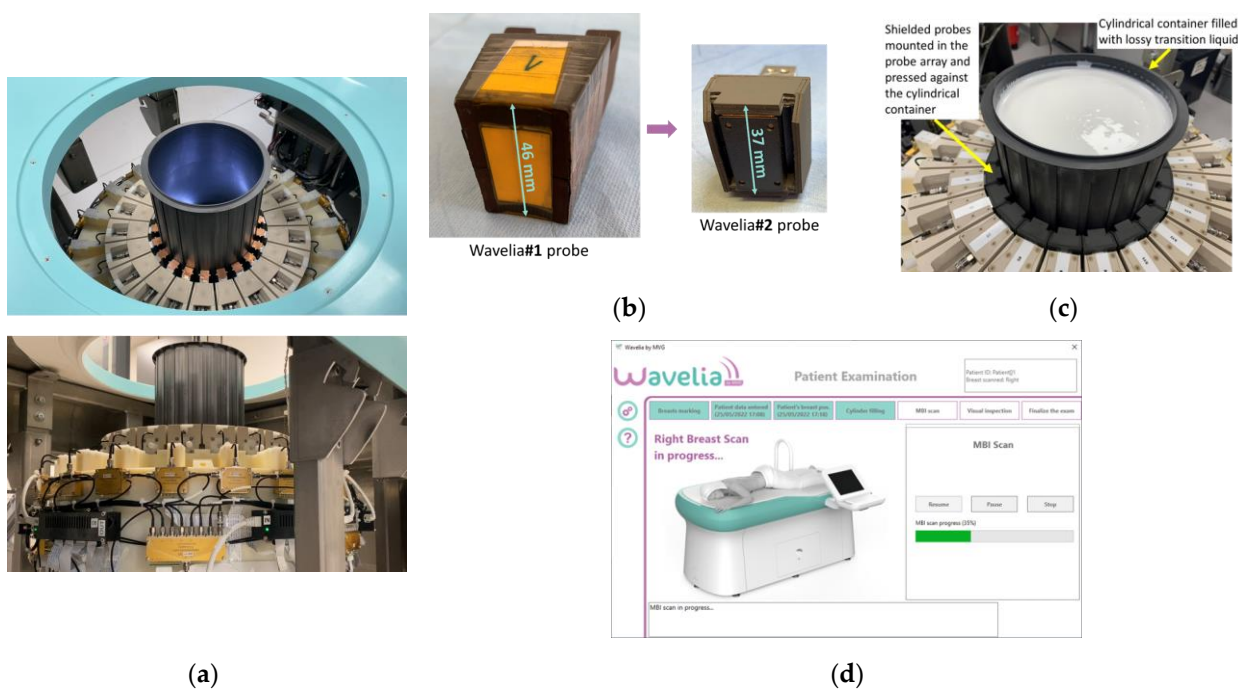 46 mm
37 mm
Wavelia#1 probe
Wavelia#2 probe
(b)
Shielded probes
mounted in the
probe array and
pressed against
the cylindrical
container
Cylindrical container filled
with lossy transition liquid
(c)
(a)
Wavelia by MVG
Wavelia
Patient Examination
Patient ID: Patient01
Breast scanned: Right
Breasts marking
Patient data entered
(25/05/2022 17:08)
Patient's breast pos.
(25/05/2022 17:10)
Cylinder filling
MBI scan
Visual inspection
Finalize the exam
?
Right Breast Scan
in progress...
MBI Scan
Resume
Pause
Stop
MBI scan progress (35%)
MBI scan in progress...
(d)